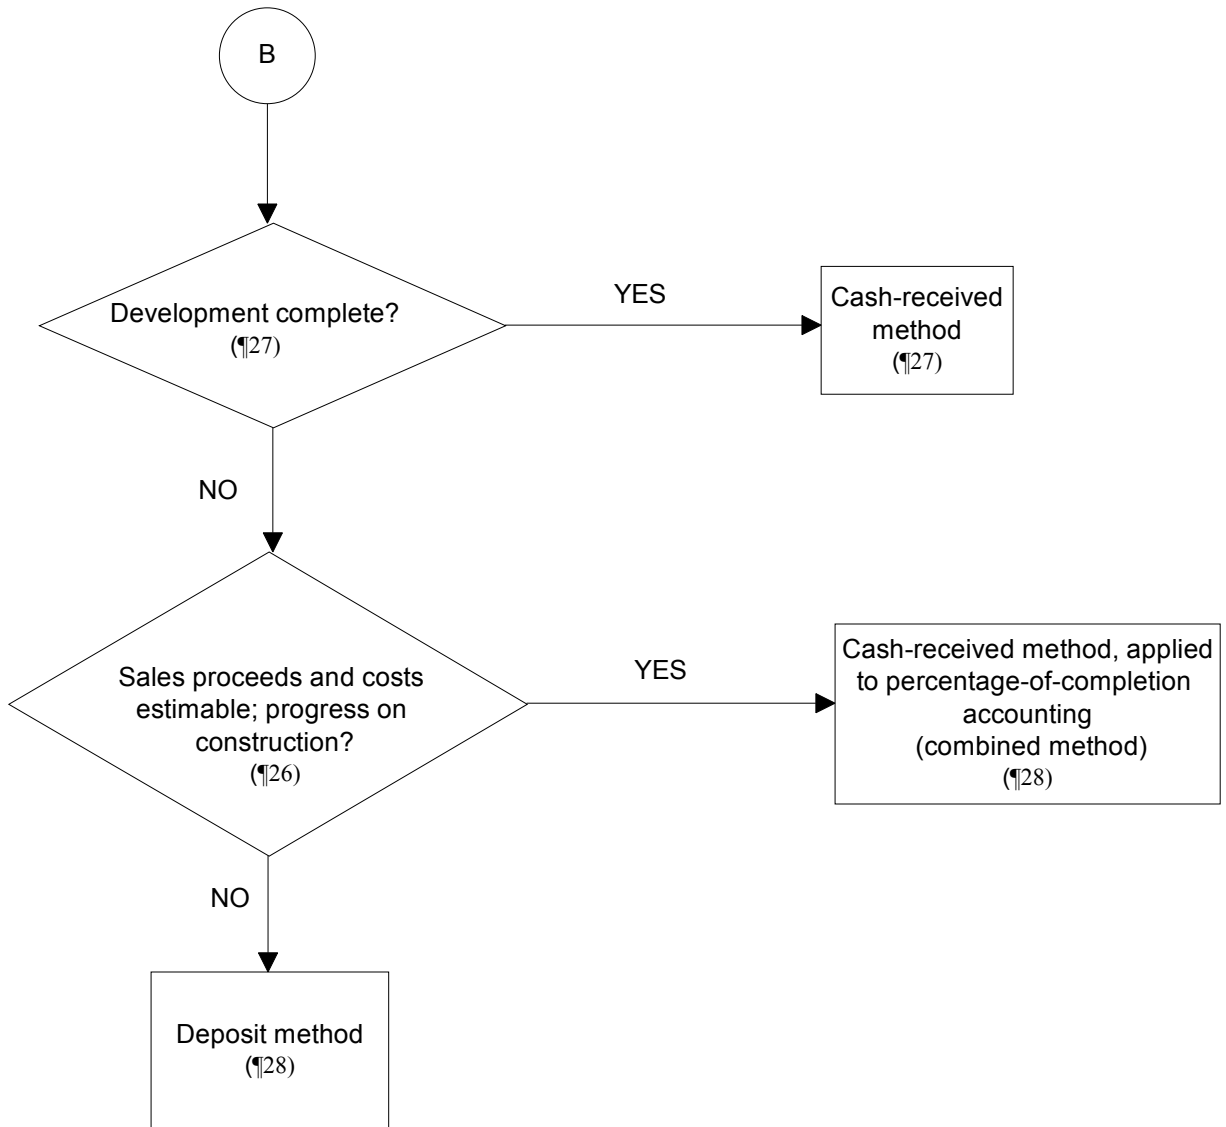 B
Development complete?
(¶27)
YES
Cash-received
method
(¶27)
NO
Sales proceeds and costs
estimable; progress on
construction?
(¶26)
YES
Cash-received method, applied
to percentage-of-completion
accounting
(combined method)
(¶28)
NO
Deposit method
(¶28)